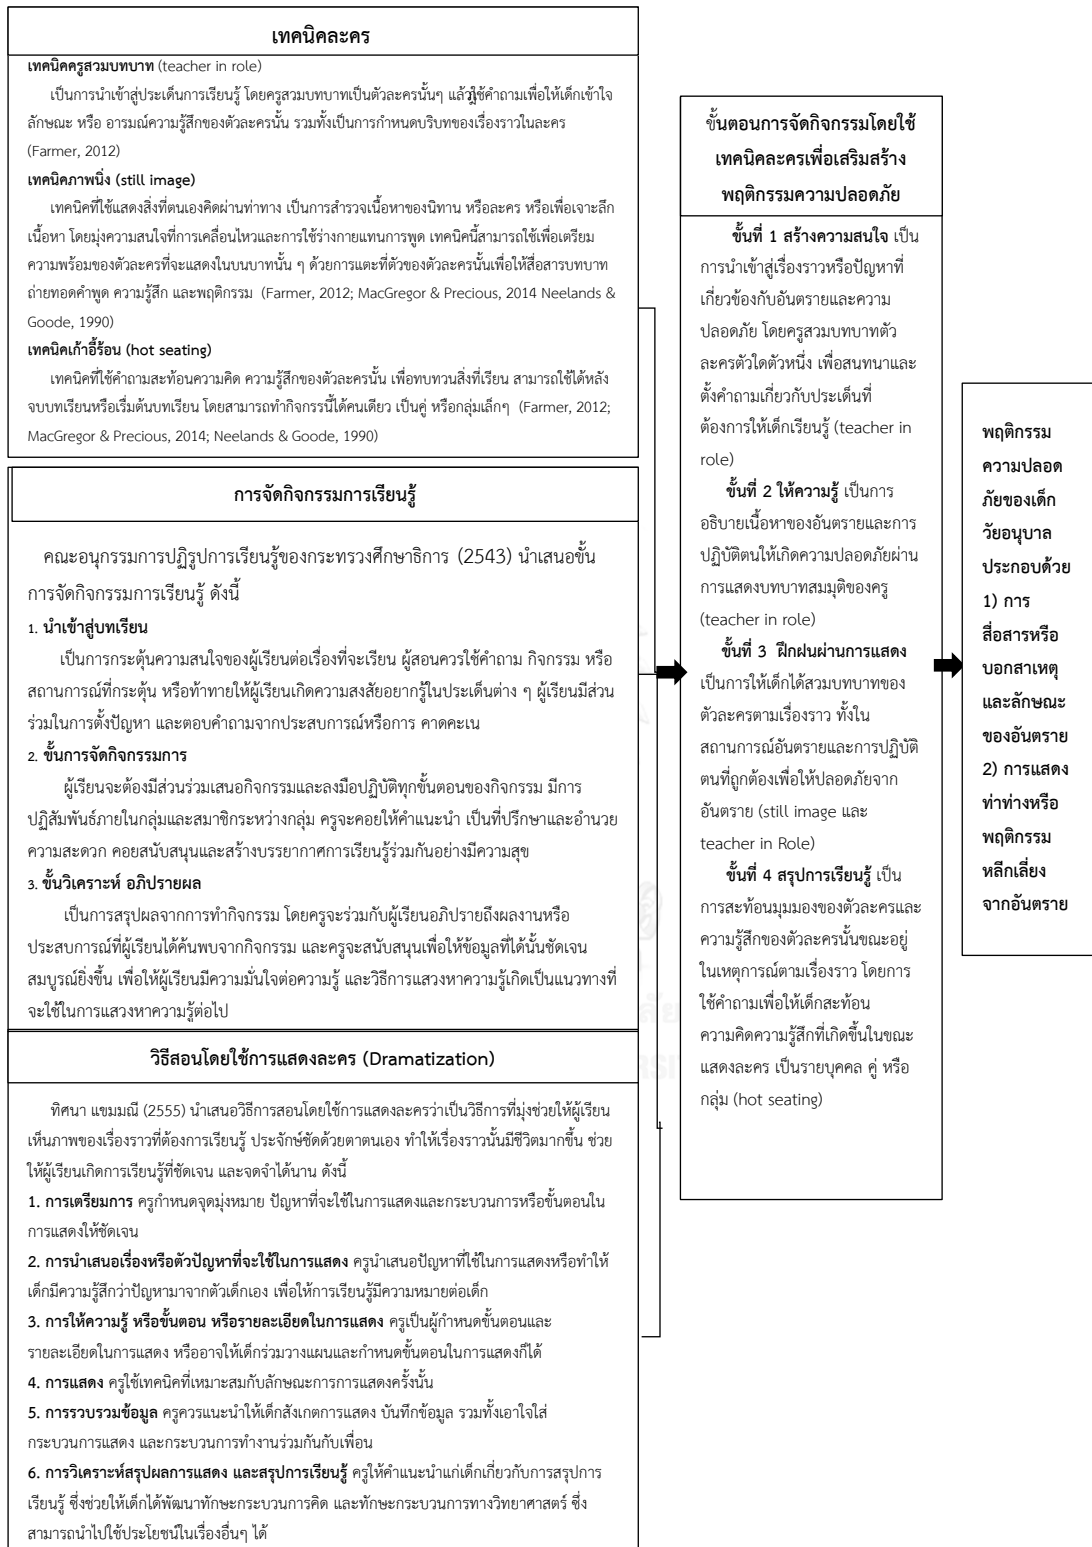 เทคนิคละคร
เทคนิคครูสวมบทบาท (teacher in role)
เป็นการนำเข้าสู่ประเด็นการเรียนรู้ โดยครูสวมบทบาทเป็นตัวละครนั้นๆ แล้วใช้คำถามเพื่อให้เด็กเข้าใจ
ลักษณะ หรือ อารมณ์ความรู้สึกของตัวละครนั้น รวมทั้งเป็นการกำหนดบริบทของเรื่องราวในละคร
(Farmer, 2012)
เทคนิคภาพนิ่ง (still image)
เทคนิคที่ใช้แสดงสิ่งที่ตนเองคิดผ่านท่าทาง เป็นการสำรวจเนื้อหาของนิทาน หรือละคร หรือเพื่อเจาะลึก
เนื้อหา โดยมุ่งความสนใจที่การเคลื่อนไหวและการใช้ร่างกายแทนการพูด เทคนิคนี้สามารถใช้เพื่อเตรียม
ความพร้อมของตัวละครที่จะแสดงในบนบาทนั้น ๆ ด้วยการแตะที่ตัวของตัวละครนั้นเพื่อให้สื่อสารบทบาท
ถ่ายทอดคำพูด ความรู้สึก และพฤติกรรม (Farmer, 2012; MacGregor & Precious, 2014 Neelands &
Goode, 1990)
เทคนิคเก้าอี้ร้อน (hot seating)
เทคนิคที่ใช้คำถามสะท้อนความคิด ความรู้สึกของตัวละครนั้น เพื่อทบทวนสิ่งที่เรียน สามารถใช้ได้หลัง
จบบทเรียนหรือเริ่มต้นบทเรียน โดยสามารถทำกิจกรรนี้ได้คนเดียว เป็นคู่ หรือกลุ่มเล็กๆ (Farmer, 2012;
MacGregor & Precious, 2014; Neelands & Goode, 1990)
การจัดกิจกรรมการเรียนรู้
คณะอนุกรรมการปฏิรูปการเรียนรู้ของกระทรวงศึกษาธิการ (2543) นำเสนอขั้น
การจัดกิจกรรมการเรียนรู้ ดังนี้
1. นำเข้าสู่บทเรียน
เป็นการกระตุ้นความสนใจของผู้เรียนต่อเรื่องที่จะเรียน ผู้สอนควรใช้คำถาม กิจกรรม หรือ
สถานการณ์ที่กระตุ้น หรือท้าทายให้ผู้เรียนเกิดความสงสัยอยากรู้ในประเด็นต่าง ๆ ผู้เรียนมีส่วน
ร่วมในการตั้งปัญหา และตอบคำถามจากประสบการณ์หรือการ คาดคะเน
2. ขั้นการจัดกิจกรรมการ
ผู้เรียนจะต้องมีส่วนร่วมเสนอกิจกรรมและลงมือปฏิบัติทุกขั้นตอนของกิจกรรม มีการ
ปฏิสัมพันธ์ภายในกลุ่มและสมาชิกระหว่างกลุ่ม ครูจะคอยให้คำแนะนำ เป็นที่ปรึกษาและอำนวย
ความสะดวก คอยสนับสนุนและสร้างบรรยากาศการเรียนรู้ร่วมกันอย่างมีความสุข
3. ขั้นวิเคราะห์ อภิปรายผล
เป็นการสรุปผลจากการทำกิจกรรม โดยครูจะร่วมกับผู้เรียนอภิปรายถึงผลงานหรือ
ประสบการณ์ที่ผู้เรียนได้ค้นพบจากกิจกรรม และครูจะสนับสนุนเพื่อให้ข้อมูลที่ได้นั้นชัดเจน
สมบูรณ์ยิ่งขึ้น เพื่อให้ผู้เรียนมีความมั่นใจต่อความรู้ และวิธีการแสวงหาความรู้เกิดเป็นแนวทางที่
จะใช้ในการแสวงหาความรู้ต่อไป
วิธีสอนโดยใช้การแสดงละคร (Dramatization)
ทิศนา แขมมณี (2555) นำเสนอวิธีการสอนโดยใช้การแสดงละครว่าเป็นวิธีการที่มุ่งช่วยให้ผู้เรียน
เห็นภาพของเรื่องราวที่ต้องการเรียนรู้ ประจักษ์ชัดด้วยตาตนเอง ทำให้เรื่องราวนั้นมีชีวิตมากขึ้น ช่วย
ให้ผู้เรียนเกิดการเรียนรู้ที่ชัดเจน และจดจำได้นาน ดังนี้
1. การเตรียมการ ครูกำหนดจุดมุ่งหมาย ปัญหาที่จะใช้ในการแสดงและกระบวนการหรือขั้นตอนใน
การแสดงให้ชัดเจน
2. การนำเสนอเรื่องหรือตัวปัญหาที่จะใช้ในการแสดง ครูนำเสนอปัญหาที่ใช้ในการแสดงหรือทำให้
เด็กมีความรู้สึกว่าปัญหามาจากตัวเด็กเอง เพื่อให้การเรียนรู้มีความหมายต่อเด็ก
3. การให้ความรู้ หรือขั้นตอน หรือรายละเอียดในการแสดง ครูเป็นผู้กำหนดขั้นตอนและ
รายละเอียดในการแสดง หรืออาจให้เด็กร่วมวางแผนและกำหนดขั้นตอนในการแสดงก็ได้
4. การแสดง ครูใช้เทคนิคที่เหมาะสมกับลักษณะการการแสดงครั้งนั้น
5. การรวบรวมข้อมูล ครูควรแนะนำให้เด็กสังเกตการแสดง บันทึกข้อมูล รวมทั้งเอาใจใส่
กระบวนการแสดง และกระบวนการทำงานร่วมกันกับเพื่อน
6. การวิเคราะห์สรุปผลการแสดง และสรุปการเรียนรู้ ครูให้คำแนะนำแก่เด็กเกี่ยวกับการสรุปการ
เรียนรู้ ซึ่งช่วยให้เด็กได้พัฒนาทักษะกระบวนการคิด และทักษะกระบวนการทางวิทยาศาสตร์ ซึ่ง
สามารถนำไปใช้ประโยชน์ในเรื่องอื่นๆ ได้
ขั้นตอนการจัดกิจกรรมโดยใช้
เทคนิคละครเพื่อเสริมสร้าง
พฤติกรรมความปลอดภัย
ขั้นที่ 1 สร้างความสนใจ เป็น
การนำเข้าสู่เรื่องราวหรือปัญหาที่
เกี่ยวข้องกับอันตรายและความ
ปลอดภัย โดยครูสวมบทบาทตัว
ละครตัวใดตัวหนึ่ง เพื่อสนทนาและ
ตั้งคำถามเกี่ยวกับประเด็นที่
ต้องการให้เด็กเรียนรู้ (teacher in
role)
ขั้นที่ 2 ให้ความรู้ เป็นการ
อธิบายเนื้อหาของอันตรายและการ
ปฏิบัติตนให้เกิดความปลอดภัยผ่าน
การแสดงบทบาทสมมุติของครู
(teacher in role)
ขั้นที่ 3 ฝึกฝนผ่านการแสดง
เป็นการให้เด็กได้สวมบทบาทของ
ตัวละครตามเรื่องราว ทั้งใน
สถานการณ์อันตรายและการปฏิบัติ
ตนที่ถูกต้องเพื่อให้ปลอดภัยจาก
อันตราย (still image และ
teacher in Role)
ขั้นที่ 4 สรุปการเรียนรู้ เป็น
การสะท้อนมุมมองของตัวละครและ
ความรู้สึกของตัวละครนั้นขณะอยู่
ในเหตุการณ์ตามเรื่องราว โดยการ
ใช้คำถามเพื่อให้เด็กสะท้อน
ความคิดความรู้สึกที่เกิดขึ้นในขณะ
แสดงละคร เป็นรายบุคคล คู่ หรือ
กลุ่ม (hot seating)
พฤติกรรม
ความปลอด
ภัยของเด็ก
วัยอนุบาล
ประกอบด้วย
1) การ
สื่อสารหรือ
บอกสาเหตุ
และลักษณะ
ของอันตราย
2) การแสดง
ท่าทางหรือ
พฤติกรรม
หลีกเลี่ยง
จากอันตราย